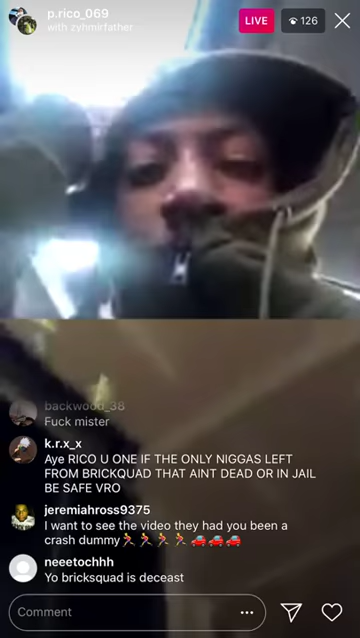 p.rico_069
with zyhmirfather
LIVE
126
backwood_38
Fuck mister
k.r.x_x
Aye RICO U ONE IF THE ONLY NIGGAS LEFT
FROM BRICKQUAD THAT AINT DEAD OR IN JAIL
BE SAFE VRO
jeremiahross9375
I want to see the video they had you been a
crash dummy🏃🏃🏃🏃🚗🚗🚗
neeetochhh
Yo bricksquad is deceast
Comment